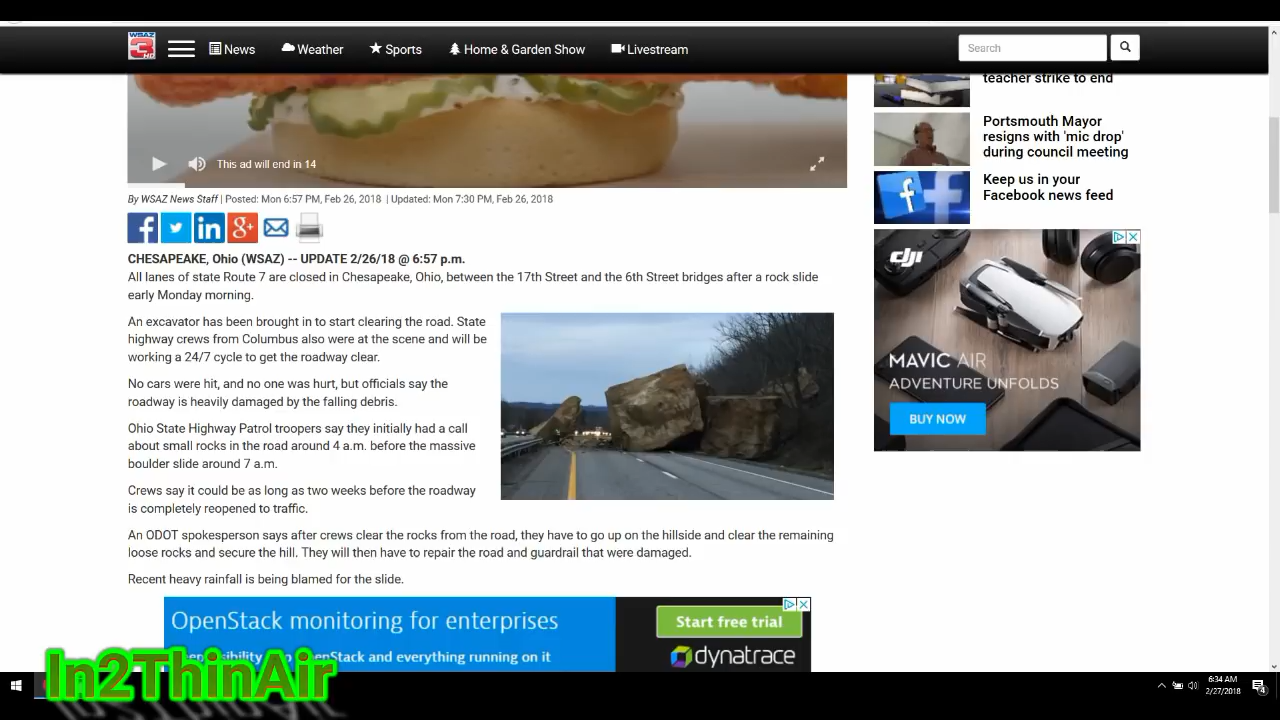 WSAZ
3
HD
News
Weather
Sports
Home & Garden Show
Livestream
Search
teacher strike to end
Portsmouth Mayor
resigns with 'mic drop'
during council meeting
Keep us in your
Facebook news feed
This ad will end in 14
By WSAZ News Staff | Posted: Mon 6:57 PM, Feb 26, 2018 | Updated: Mon 7:30 PM, Feb 26, 2018
CHESAPEAKE, Ohio (WSAZ) -- UPDATE 2/26/18 @ 6:57 p.m.
All lanes of state Route 7 are closed in Chesapeake, Ohio, between the 17th Street and the 6th Street bridges after a rock slide
early Monday morning.
An excavator has been brought in to start clearing the road. State
highway crews from Columbus also were at the scene and will be
working a 24/7 cycle to get the roadway clear.
No cars were hit, and no one was hurt, but officials say the
roadway is heavily damaged by the falling debris.
Ohio State Highway Patrol troopers say they initially had a call
about small rocks in the road around 4 a.m. before the massive
boulder slide around 7 a.m.
Crews say it could be as long as two weeks before the roadway
is completely reopened to traffic.
An ODOT spokesperson says after crews clear the rocks from the road, they have to go up on the hillside and clear the remaining
loose rocks and secure the hill. They will then have to repair the road and guardrail that were damaged.
Recent heavy rainfall is being blamed for the slide.
dji
MAVIC AIR
ADVENTURE UNFOLDS
BUY NOW
OpenStack monitoring for enterprises
OpenStack and everything running on it
Start free trial
dynatrace
In2ThinAir
6:34 AM
2/27/2018